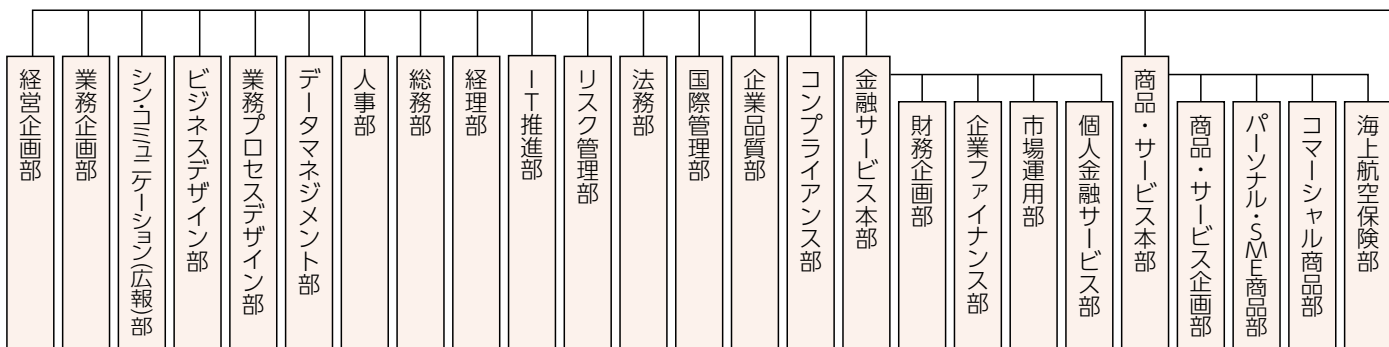 経営企画部
業務企画部
シン・コミュニケーション(広報)部
ビジネスデザイン部
業務プロセスデザイン部
データマネジメント部
人事部
総務部
経理部
IT推進部
リスク管理部
法務部
国際管理部
企業品質部
コンプライアンス部
金融サービス本部
財務企画部
企業ファイナンス部
市場運用部
個人金融サービス部
商品・サービス本部
商品・サービス企画部
パーソナル・SME商品部
コマーシャル商品部
海上航空保険部